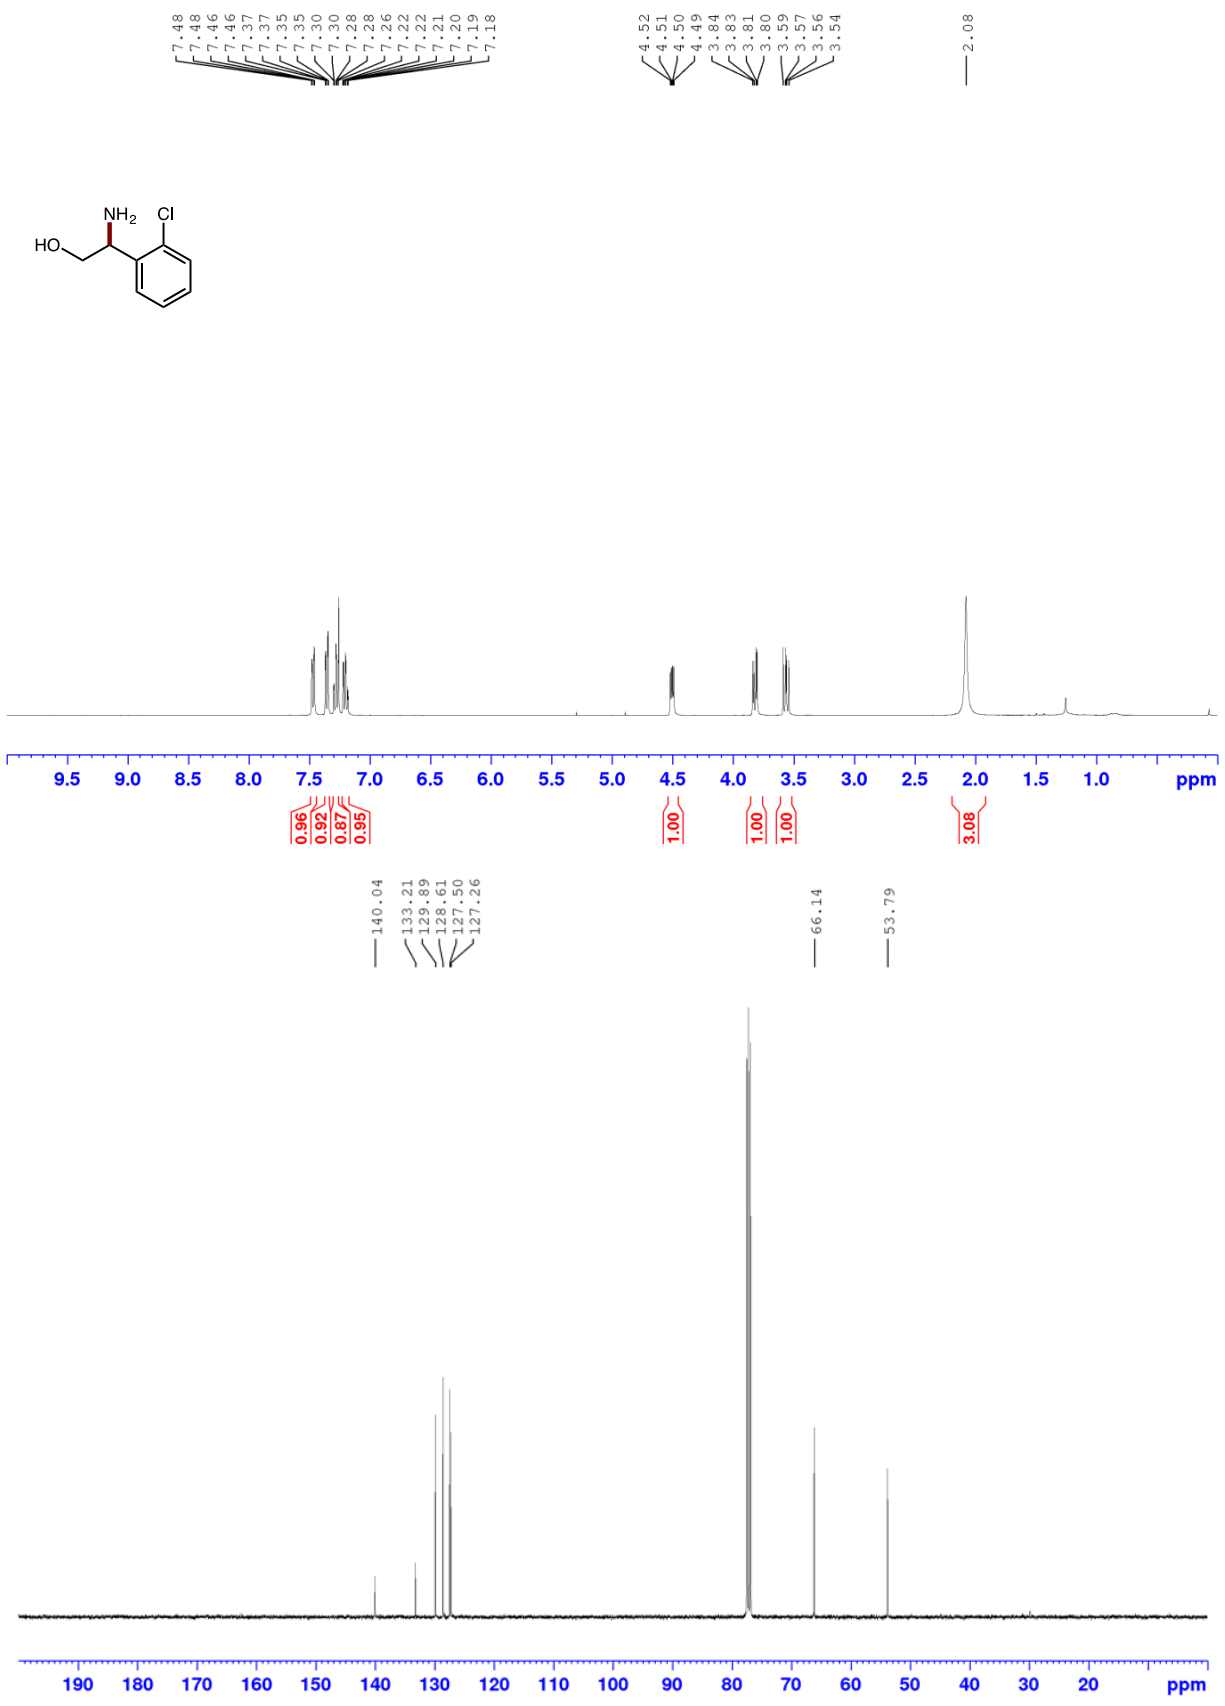 7.48 7.48 7.46 7.46 7.37 7.37 7.35 7.35 7.30 7.30 7.28 7.28 7.26 7.22 7.22 7.21 7.20 7.19 7.18 4.52 4.51 4.50 4.49 3.84 3.83 3.81 3.80 3.59 3.57 3.56 3.54 2.08
NH2 Cl
HO
9.5 9.0 8.5 8.0 7.5 7.0 6.5 6.0 5.5 5.0 4.5 4.0 3.5 3.0 2.5 2.0 1.5 1.0 ppm
0.96 0.92 0.87 0.95 1.00 1.00 1.00 3.08
140.04 133.21 129.89 128.61 127.50 127.26 66.14 53.79
190 180 170 160 150 140 130 120 110 100 90 80 70 60 50 40 30 20 ppm